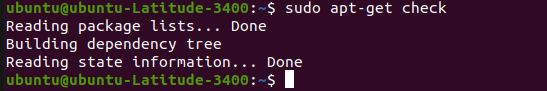 ubuntu@ubuntu-Latitude-3400:~$ sudo apt-get check
Reading package lists... Done
Building dependency tree
Reading state information... Done
ubuntu@ubuntu-Latitude-3400:~$